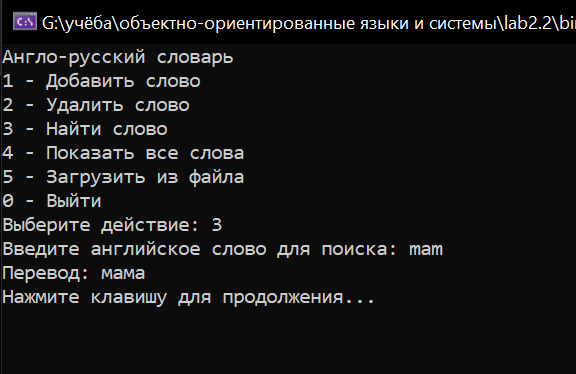 G:\учёба\объектно-ориентированные языки и системы\lab2.2\bi
Англо-русский словарь
1 - Добавить слово
2 - Удалить слово
3 - Найти слово
4 - Показать все слова
5 - Загрузить из файла
0 - Выйти
Выберите действие: 3
Введите английское слово для поиска: mam
Перевод: мама
Нажмите клавишу для продолжения...